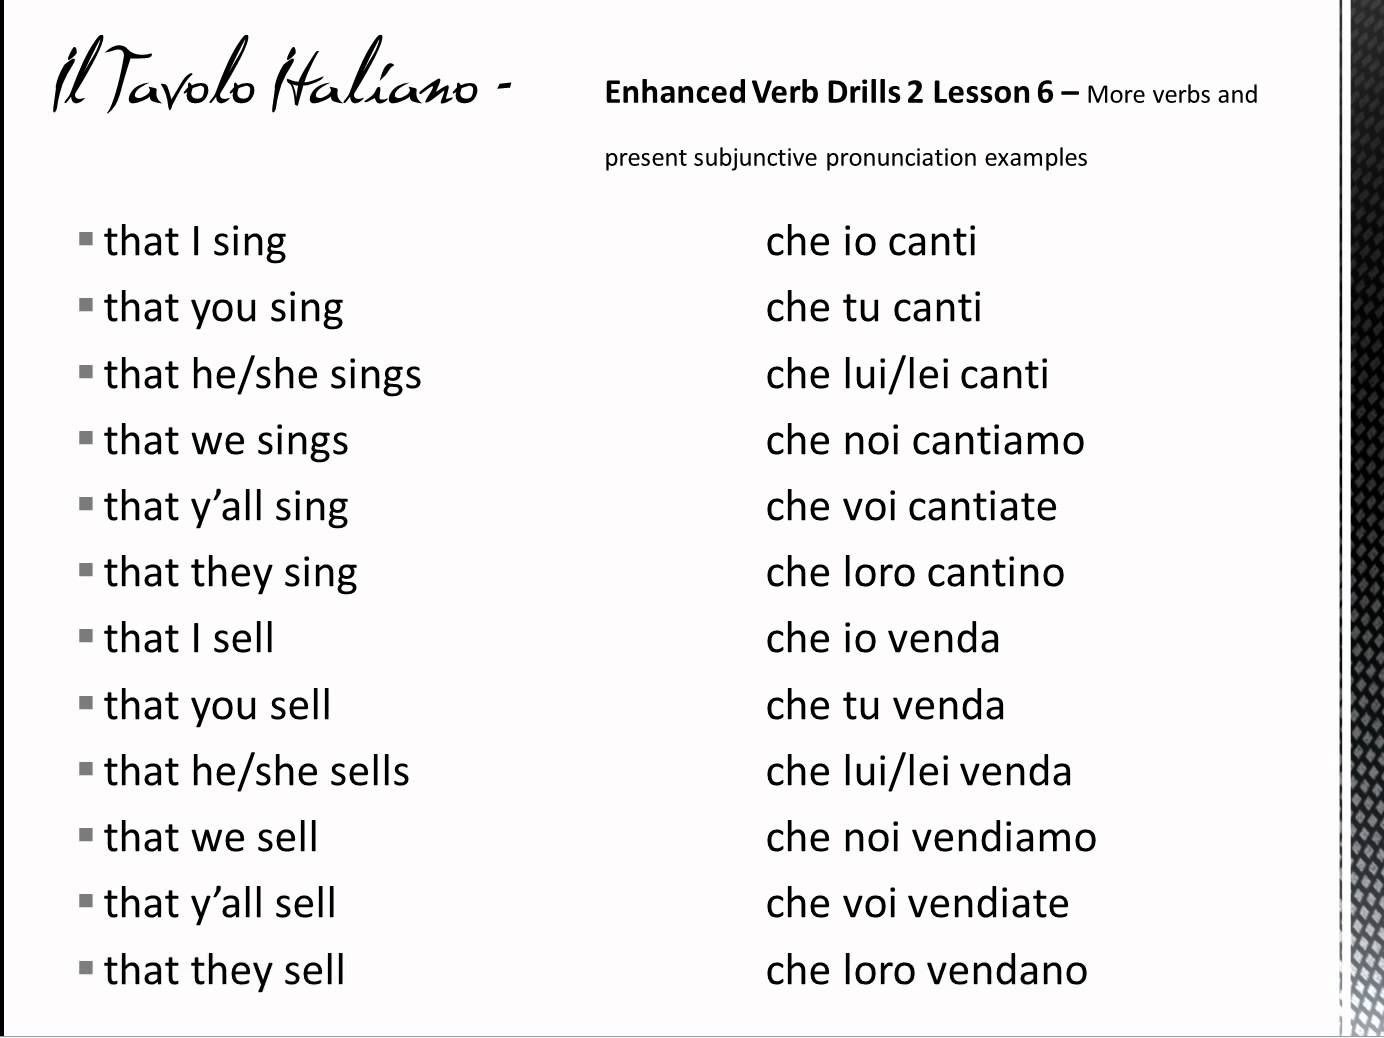 Il Tavolo Italiano -
Enhanced Verb Drills 2 Lesson 6 – More verbs and
present subjunctive pronunciation examples
▪ that I sing che io canti
▪ that you sing che tu canti
▪ that he/she sings che lui/lei canti
▪ that we sings che noi cantiamo
▪ that y’all sing che voi cantiate
▪ that they sing che loro cantino
▪ that I sell che io venda
▪ that you sell che tu venda
▪ that he/she sells che lui/lei venda
▪ that we sell che noi vendiamo
▪ that y’all sell che voi vendiate
▪ that they sell che loro vendano